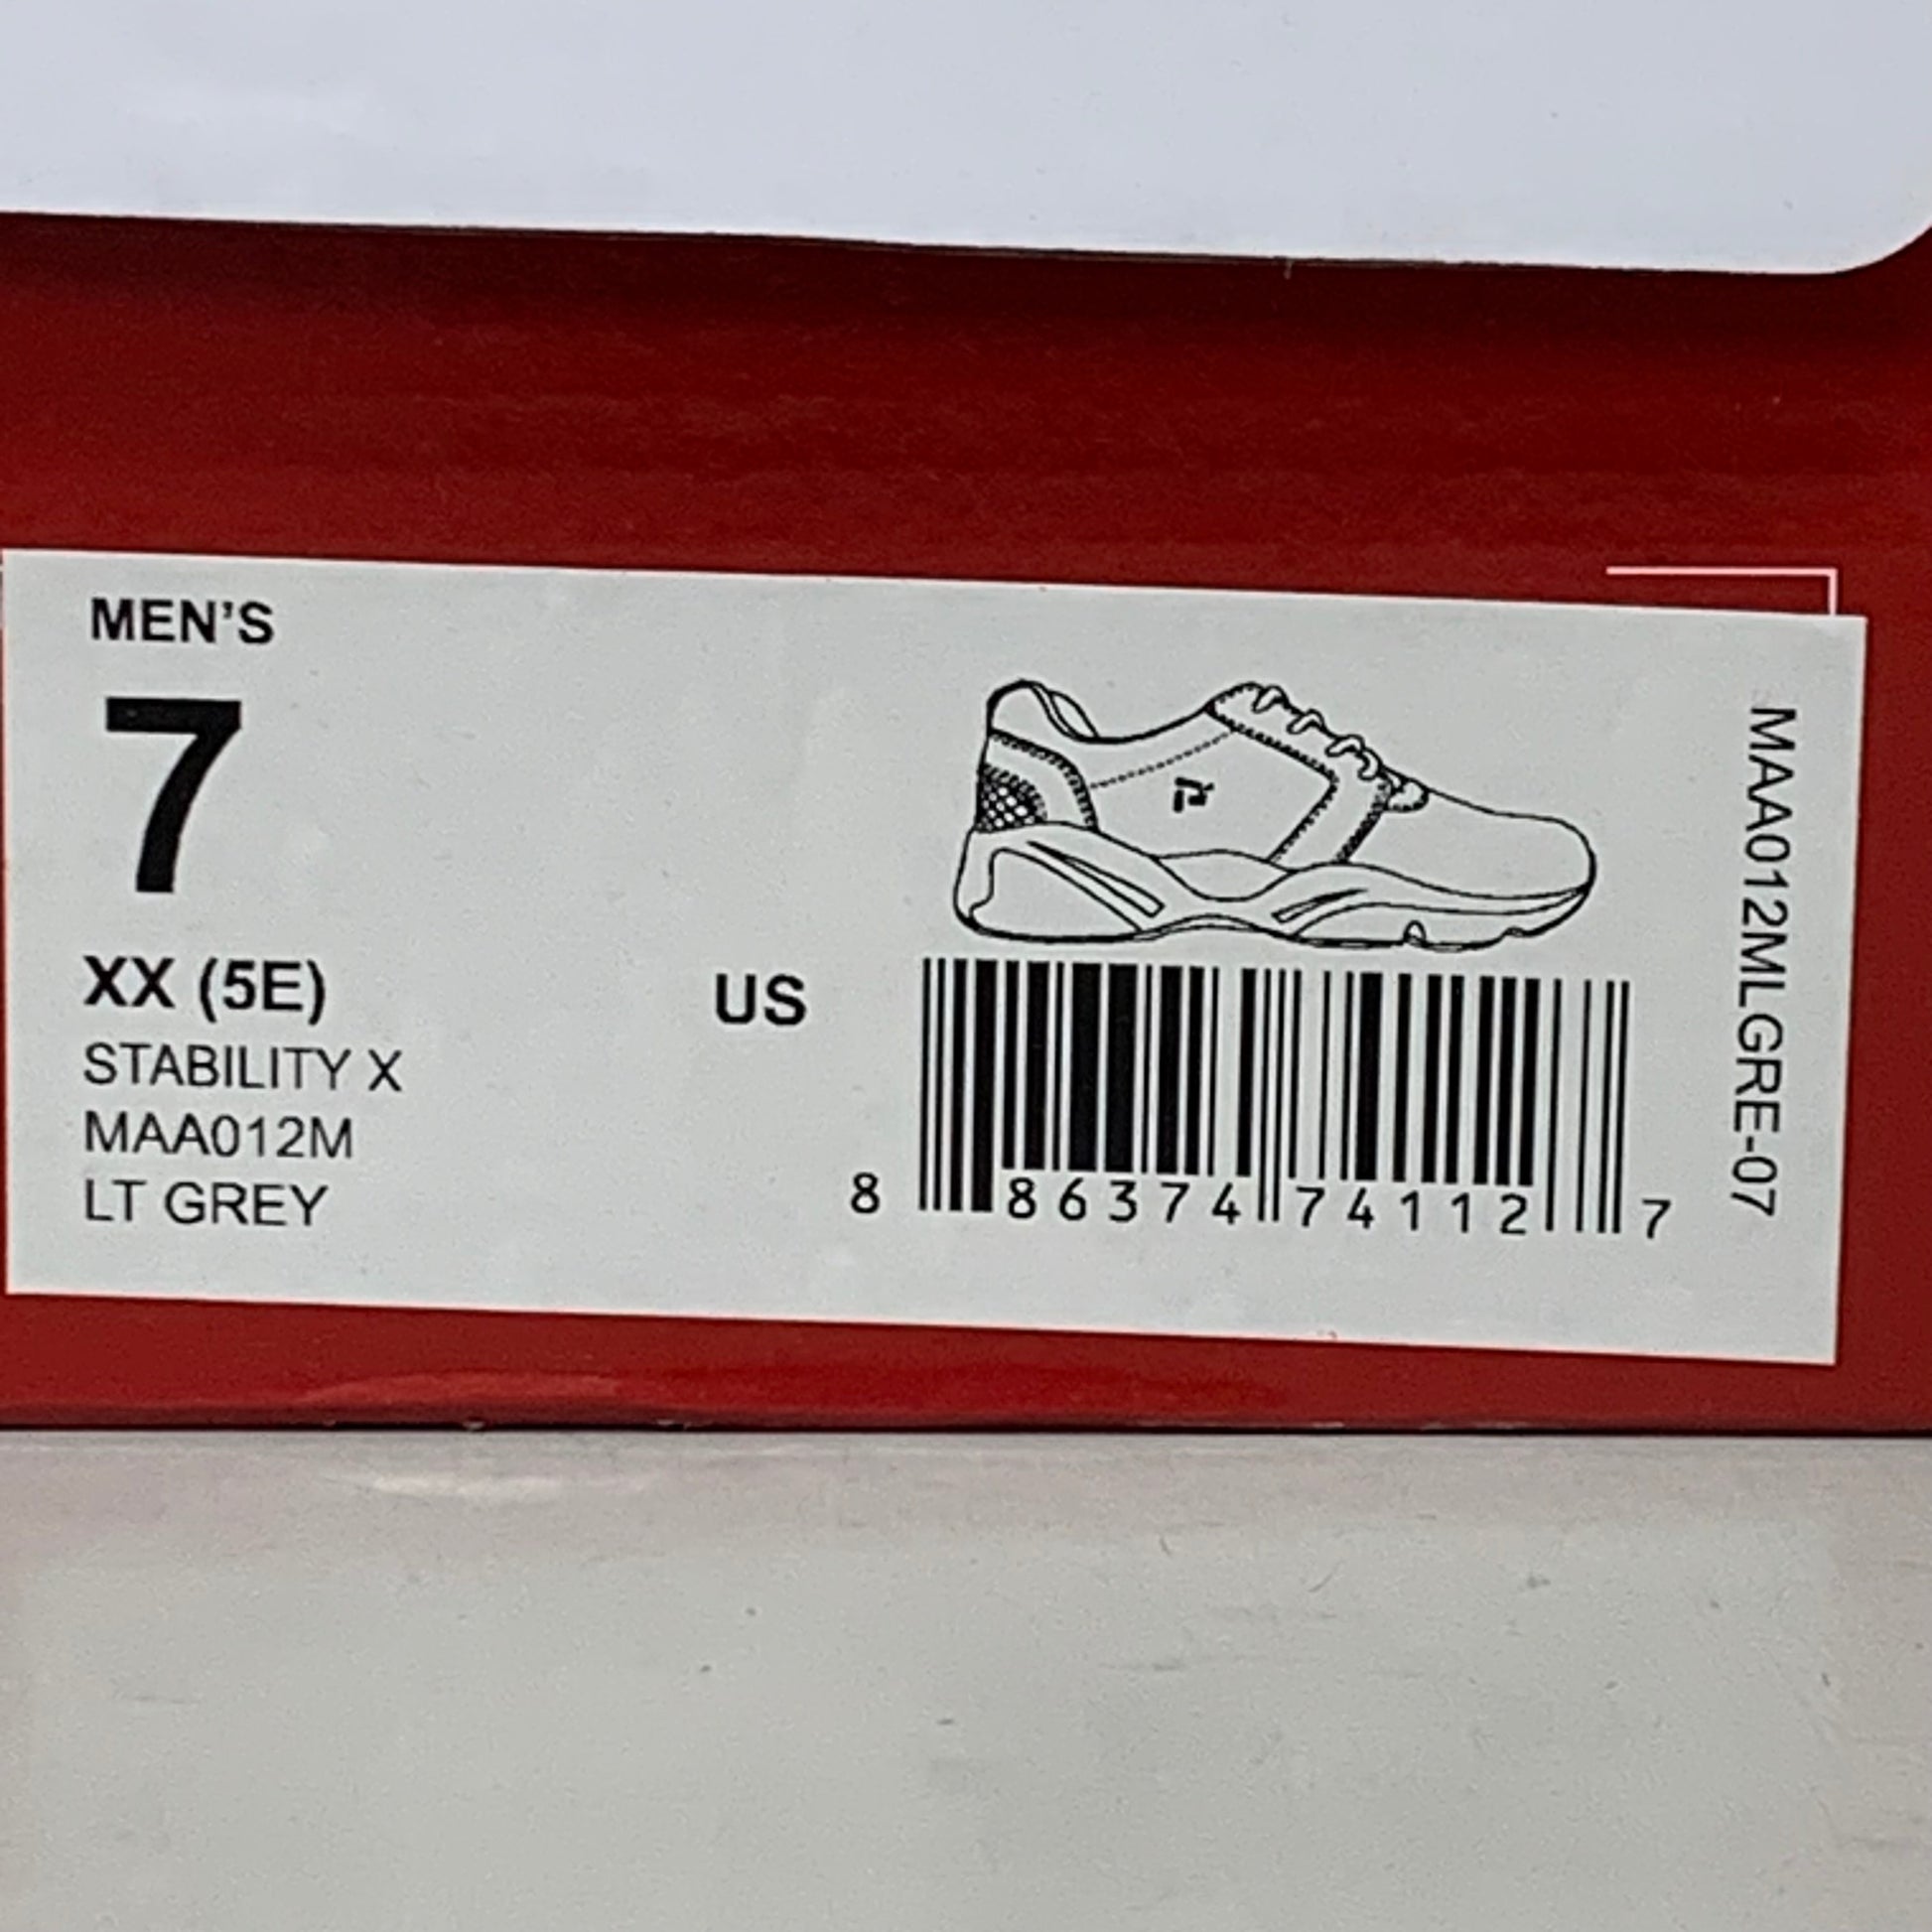 MEN'S
7
XX (5E)
US
STABILITY X
MAA012M
LT GREY
8 86374 74112 7
MAA012MLGRE-07